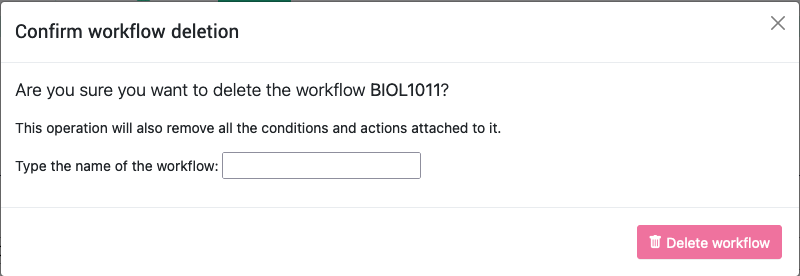 Confirm workflow deletion
Are you sure you want to delete the workflow BIOL1011?
This operation will also remove all the conditions and actions attached to it.
Type the name of the workflow:
Delete workflow